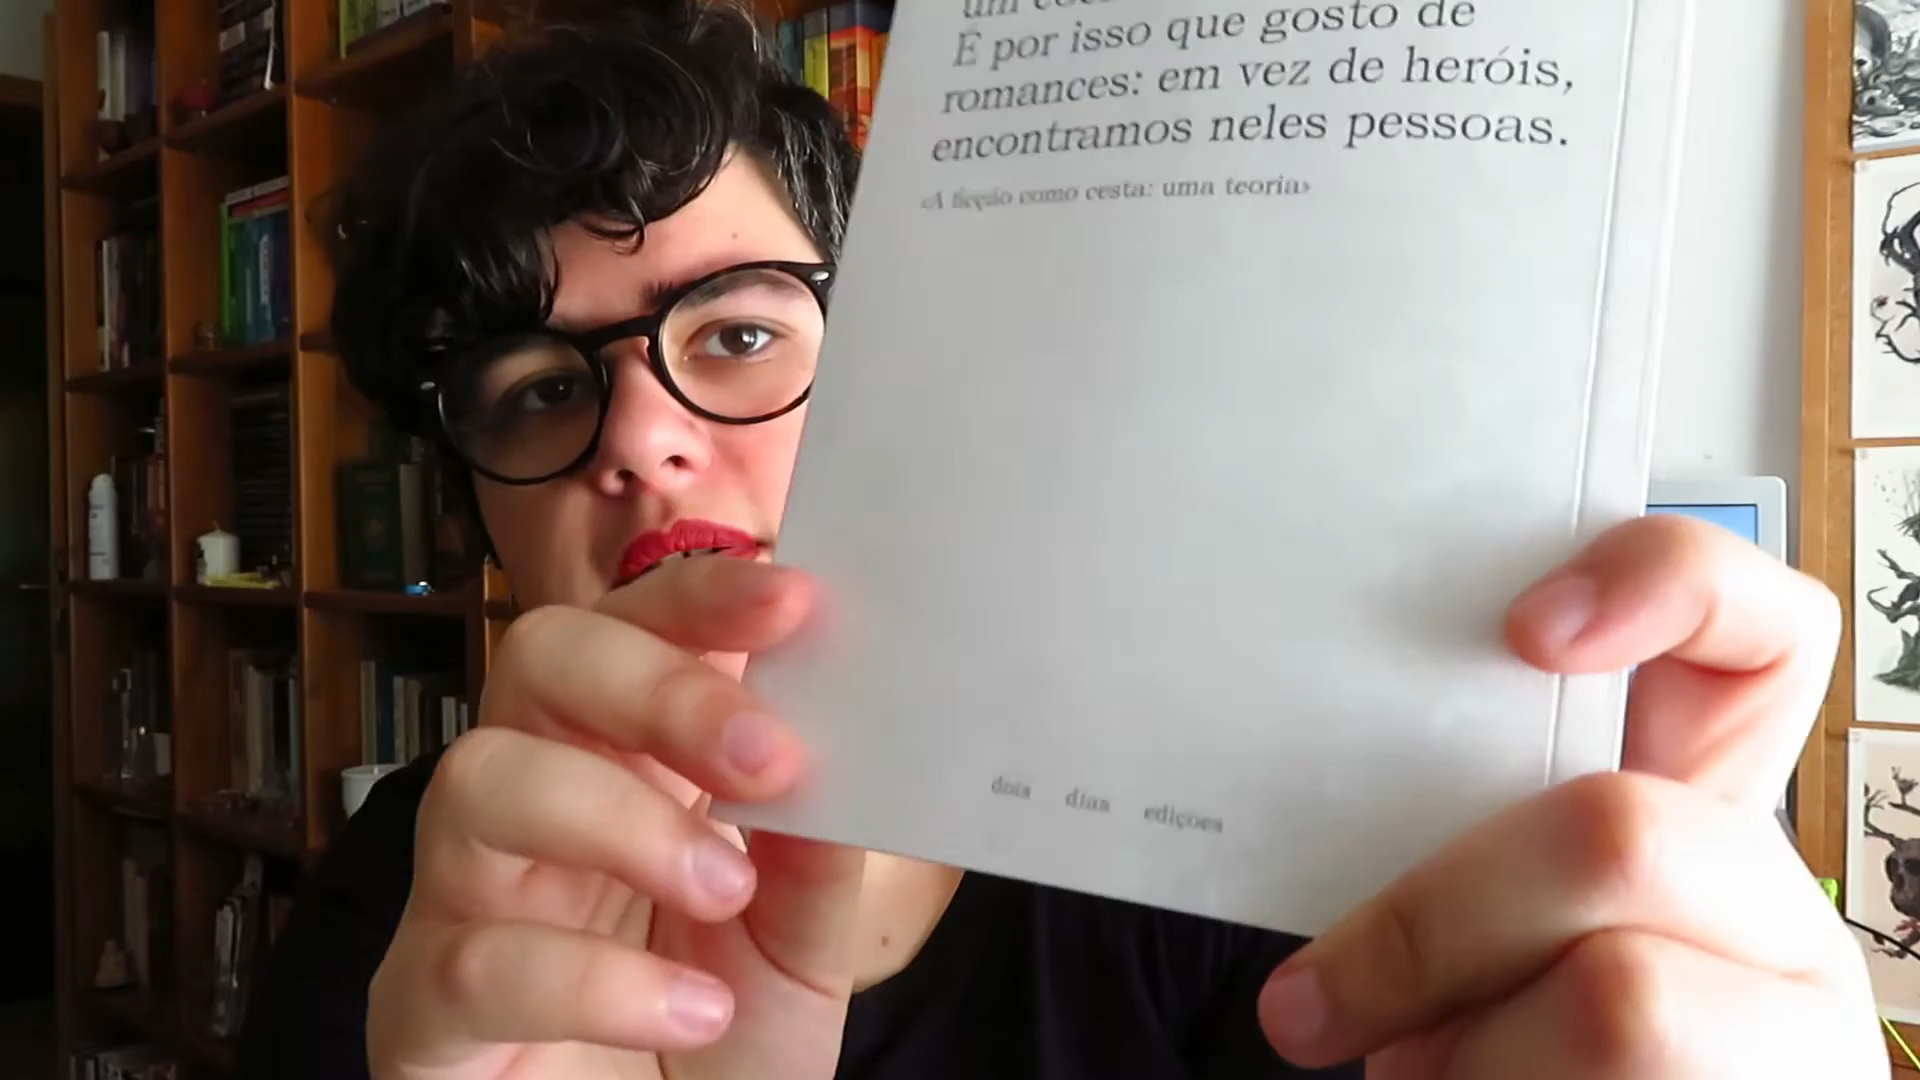 um
É por isso que gosto de
romances: em vez de heróis,
encontramos neles pessoas.
«A ficção como cesta: uma teoria»
dois dias edições